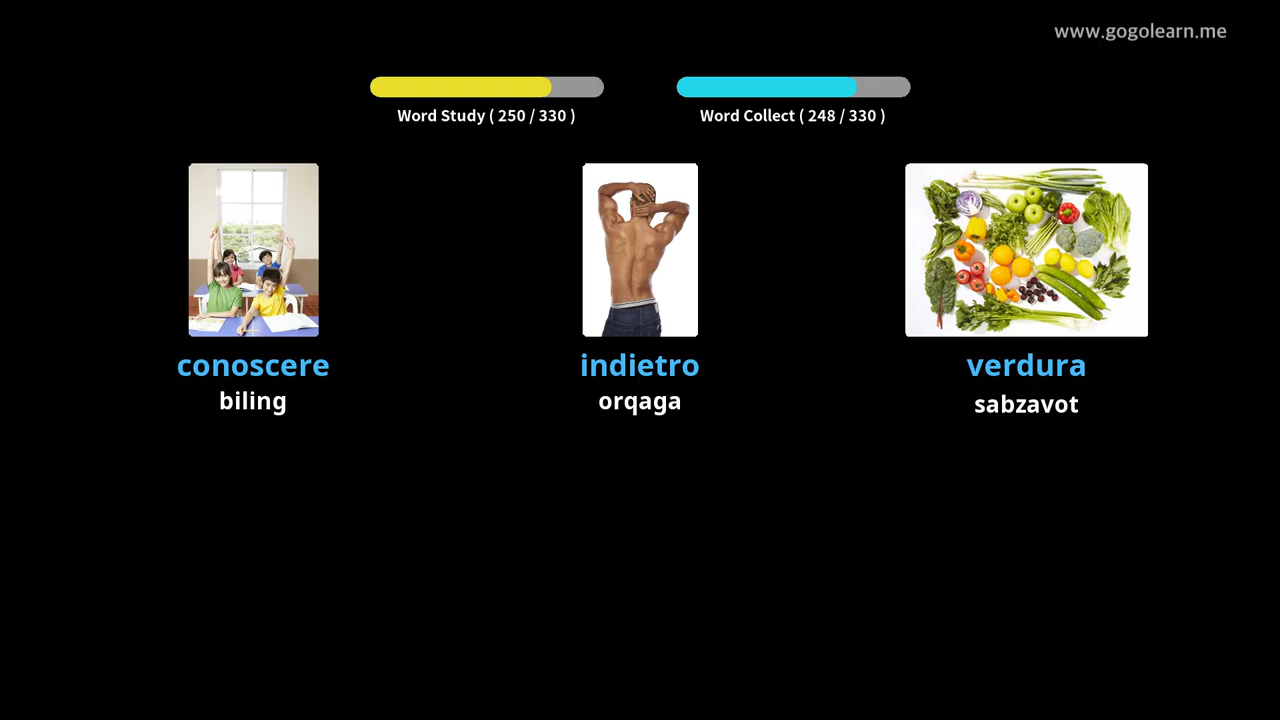 www.gogolearn.me
Word Study ( 250 / 330 )
Word Collect ( 248 / 330 )
conoscere
biling
indietro
orqaga
verdura
sabzavot